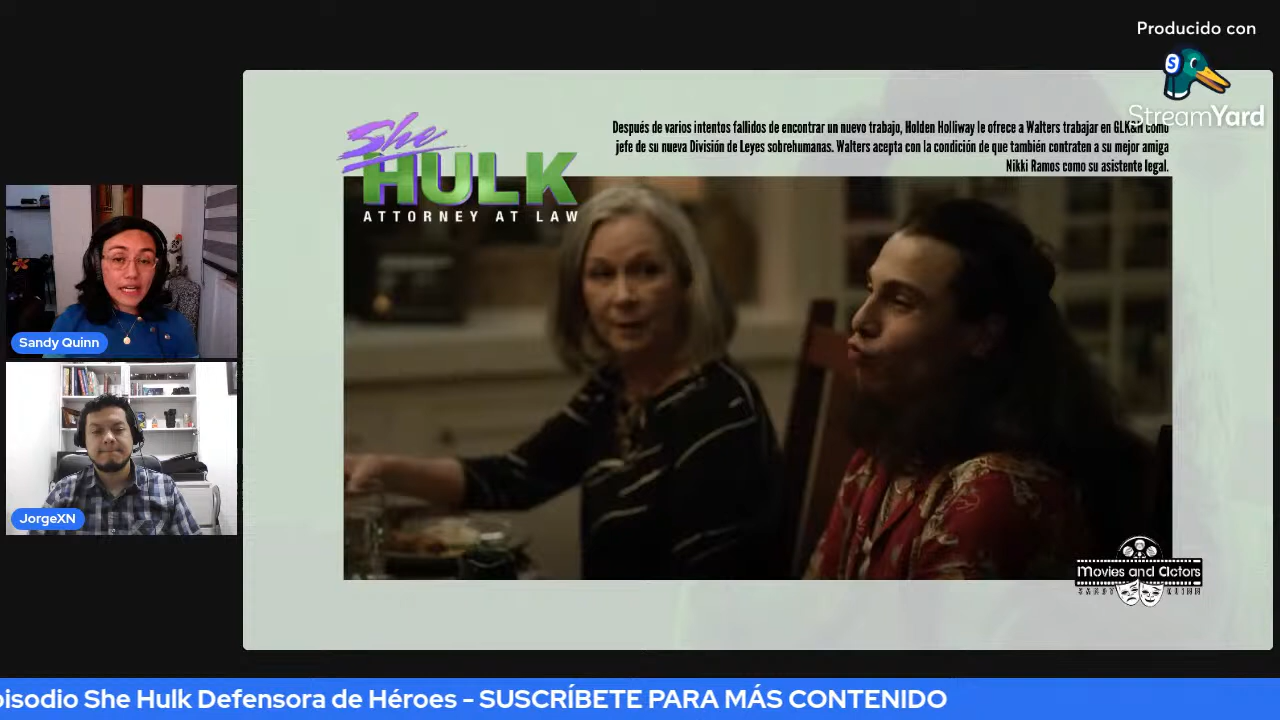 Producido con
StreamYard
She
HULK
ATTORNEY AT LAW
Después de varios intentos fallidos de encontrar un nuevo trabajo, Holden Holliway le ofrece a Walters trabajar en GLK&H como
jefe de su nueva División de Leyes sobrehumanas. Walters acepta con la condición de que también contraten a su mejor amiga
Nikki Ramos como su asistente legal.
Sandy Quinn
JorgeXN
Movies and Actors
SANDY QUINN
pisodio She Hulk Defensora de Héroes - SUSCRÍBETE PARA MÁS CONTENIDO